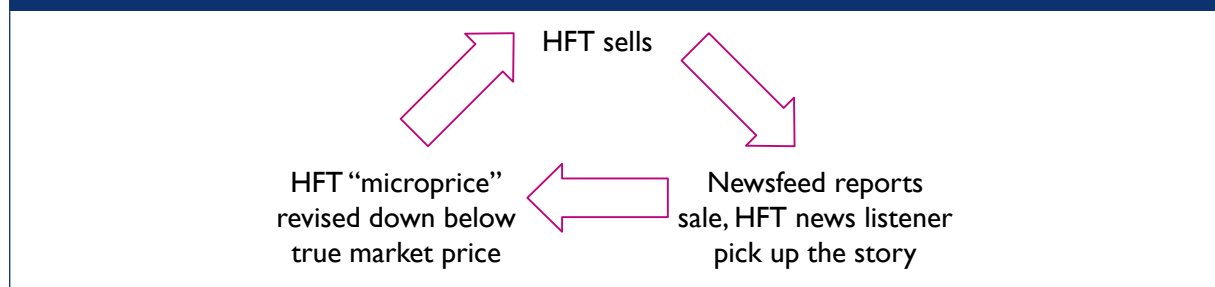 HFT sells
HFT “microprice”
revised down below
true market price
Newsfeed reports
sale, HFT news listener
pick up the story